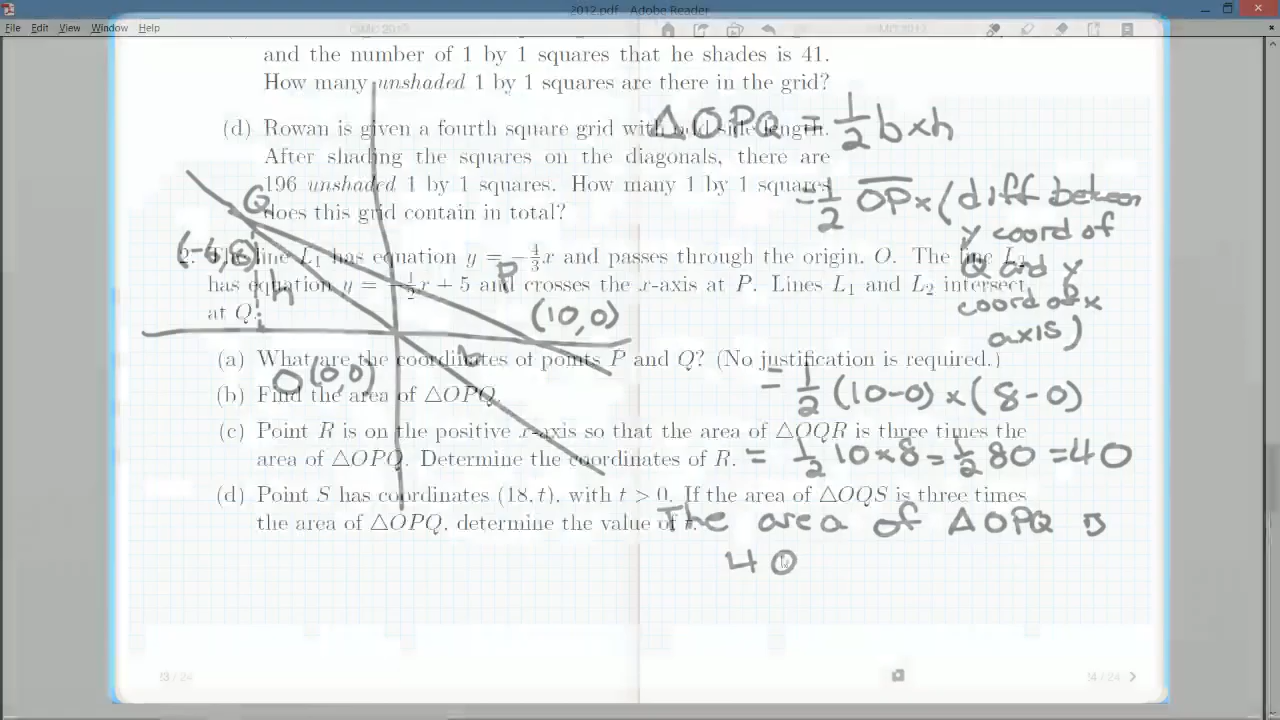 2012.pdf - Adobe Reader
File Edit View Window Help
and the number of 1 by 1 squares that he shades is 41.
How many unshaded 1 by 1 squares are there in the grid?
(d) Rowan is given a fourth square grid with odd side length.
After shading the squares on the diagonals, there are
196 unshaded 1 by 1 squares. How many 1 by 1 squares
does this grid contain in total?
2. The line L₁ has equation y = −4/3x and passes through the origin, O. The line L₂
has equation y = −1/2x + 5 and crosses the x-axis at P. Lines L₁ and L₂ intersect
at Q.
(a) What are the coordinates of points P and Q? (No justification is required.)
(b) Find the area of △OPQ.
(c) Point R is on the positive x-axis so that the area of △OQR is three times the
area of △OPQ. Determine the coordinates of R.
(d) Point S has coordinates (18, t), with t > 0. If the area of △OQS is three times
the area of △OPQ, determine the value of t.
Q
P
h
(10,0)
O(0,0)
b
△OPQ = 1/2 b×h
= 1/2 OP × (diff between
y coord of
Q and y
coord of x
axis)
= 1/2 (10-0) × (8-0)
= 1/2 10×8 = 1/2 80 = 40
The area of △OPQ is
40
/ 24
/ 24